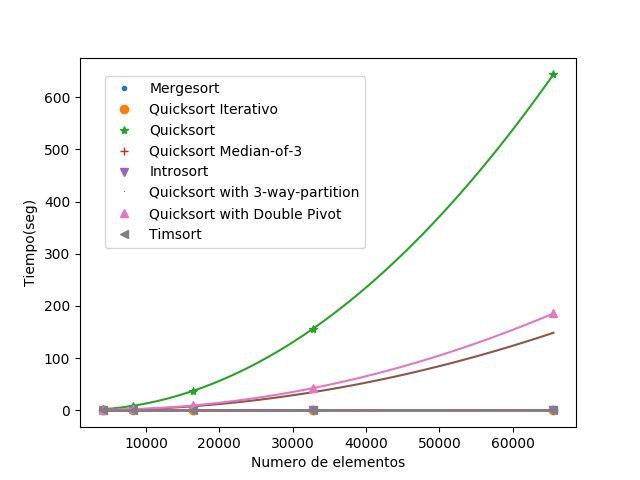 600
500
400
300
200
100
0
Tiempo(seg)
Mergesort
Quicksort Iterativo
Quicksort
Quicksort Median-of-3
Introsort
Quicksort with 3-way-partition
Quicksort with Double Pivot
Timsort
10000 20000 30000 40000 50000 60000
Numero de elementos